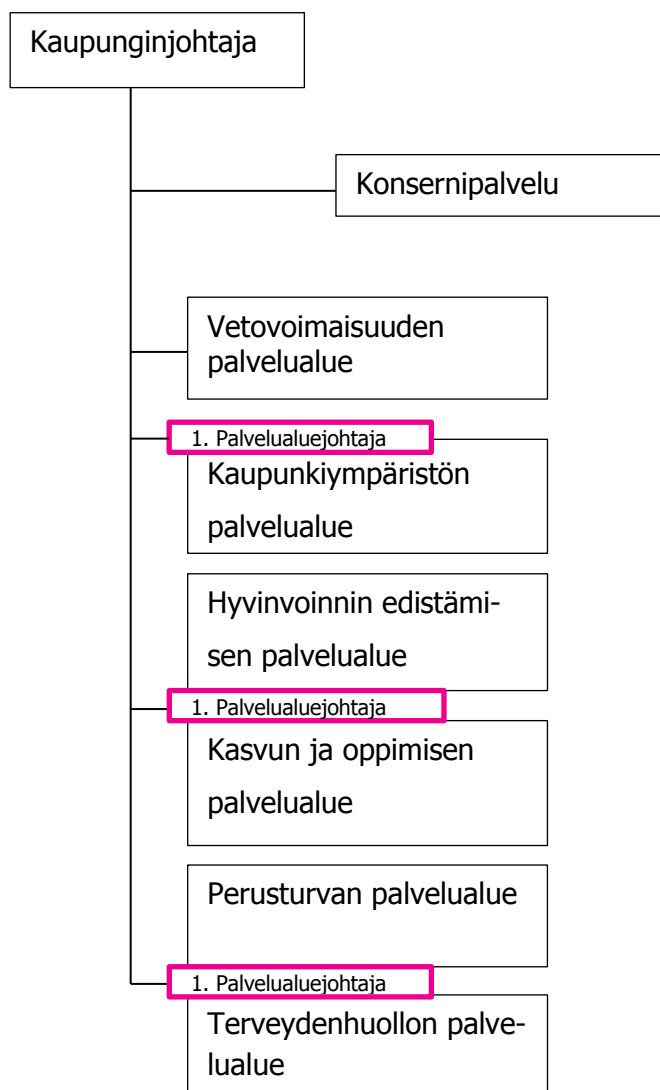 Kaupunginjohtaja
Konsernipalvelu
Vetovoimaisuuden
palvelualue
1. Palvelualuejohtaja
Kaupunkiympäristön
palvelualue
Hyvinvoinnin edistämi-
sen palvelualue
1. Palvelualuejohtaja
Kasvun ja oppimisen
palvelualue
Perusturvan palvelualue
1. Palvelualuejohtaja
Terveydenhuollon palve-
lualue